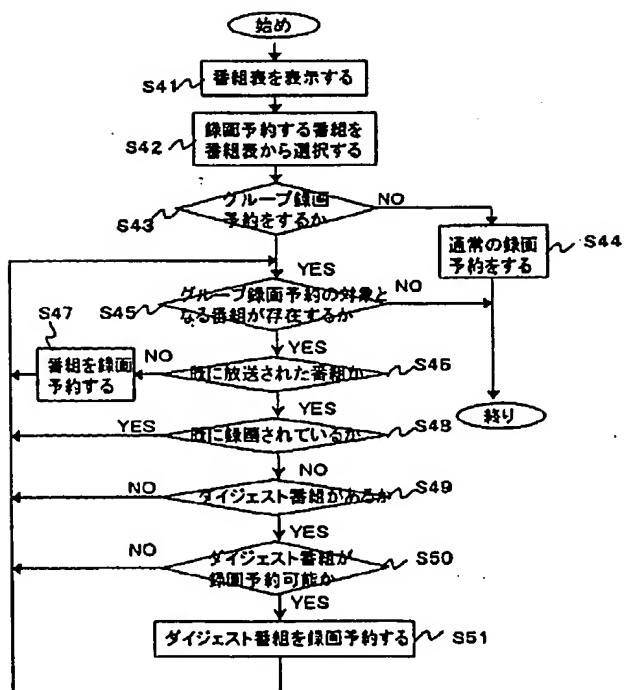 始め
S41
番組表を表示する
S42
録画予約する番組を
番組表から選択する
S43
グループ録画
予約をするか
NO
通常の録画
予約をする
S44
YES
S45
グループ録画予約の対象と
なる番組が存在するか
NO
YES
S47
番組を録画
予約する
NO
既に放送された番組か
S46
YES
終り
YES
既に録画されているか
S48
NO
NO
ダイジェスト番組があるか
S49
YES
NO
ダイジェスト番組が
録画予約可能か
S50
YES
ダイジェスト番組を録画予約する
S51